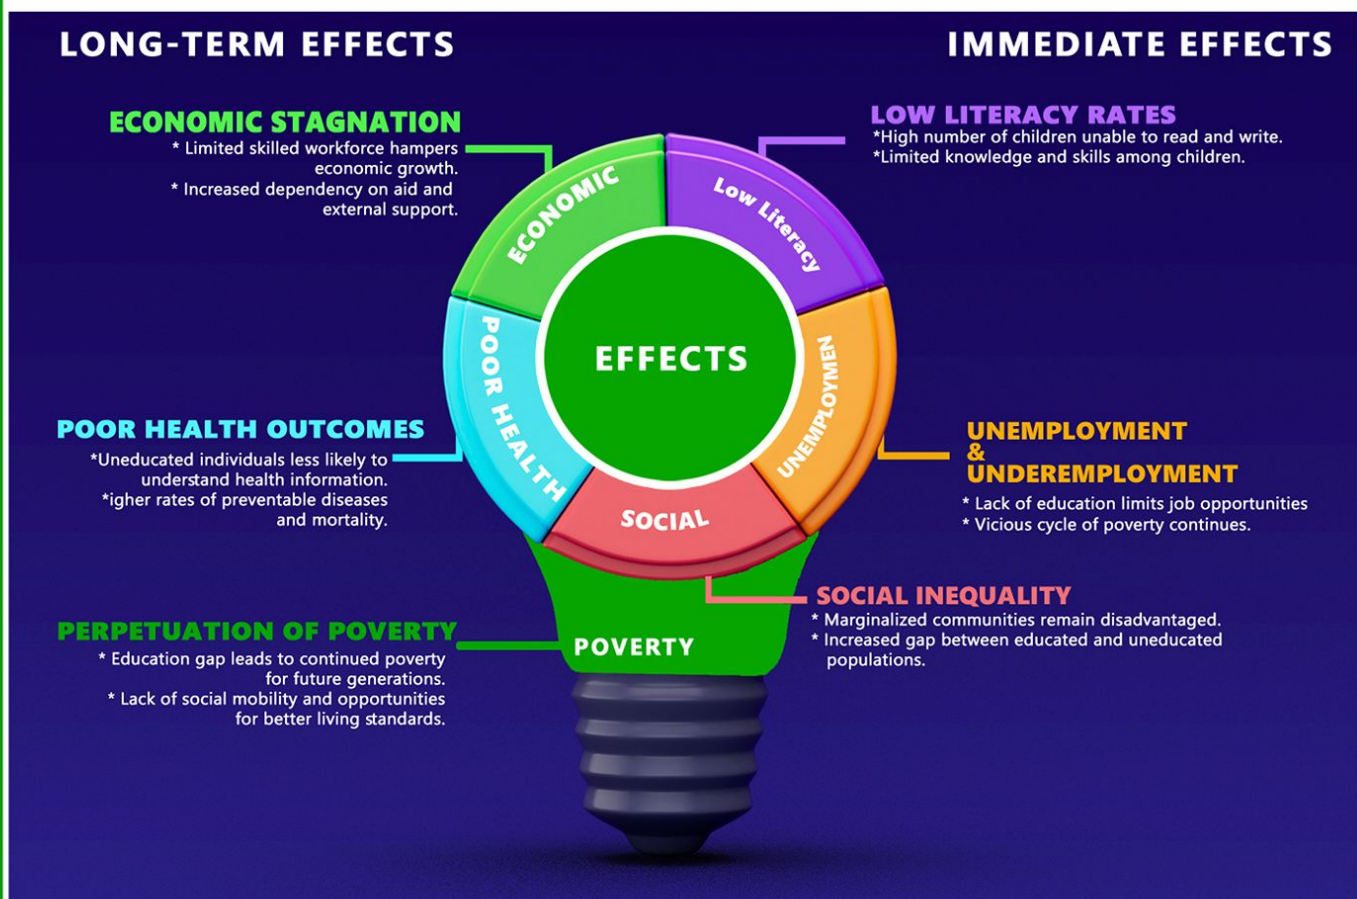 LONG-TERM EFFECTS
ECONOMIC STAGNATION
* Limited skilled workforce hampers
economic growth.
* Increased dependency on aid and
external support.
POOR HEALTH OUTCOMES
*Uneducated individuals less likely to
understand health information.
*igher rates of preventable diseases
and mortality.
PERPETUATION OF POVERTY
* Education gap leads to continued poverty
for future generations.
* Lack of social mobility and opportunities
for better living standards.
ECONOMIC
Low Literacy
POOR HEALTH
EFFECTS
UNEMPLOYMEN
SOCIAL
POVERTY
IMMEDIATE EFFECTS
LOW LITERACY RATES
*High number of children unable to read and write.
*Limited knowledge and skills among children.
UNEMPLOYMENT
&
UNDEREMPLOYMENT
* Lack of education limits job opportunities
* Vicious cycle of poverty continues.
SOCIAL INEQUALITY
* Marginalized communities remain disadvantaged.
* Increased gap between educated and uneducated
populations.